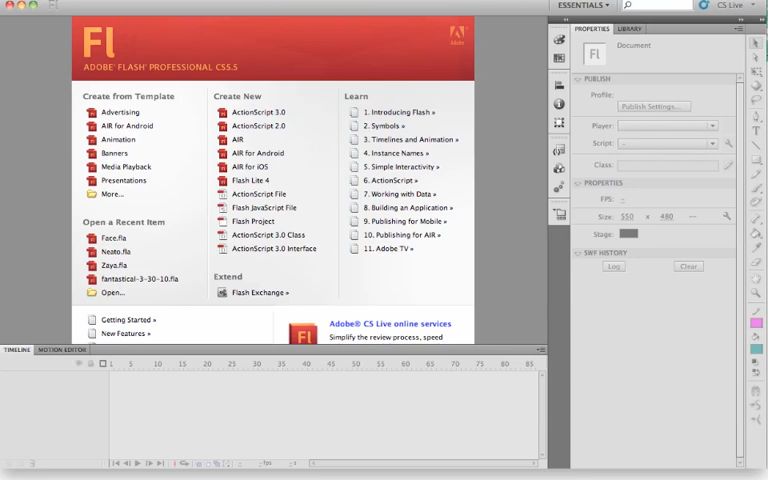 Fl
ESSENTIALS
CS Live
Fl
Adobe
ADOBE® FLASH® PROFESSIONAL CS5.5
Create from Template
Advertising
AIR for Android
Animation
Banners
Media Playback
Presentations
More...
Open a Recent Item
Face.fla
Neato.fla
Zaya.fla
fantastical-3-30-10.fla
Open...
Create New
ActionScript 3.0
ActionScript 2.0
AIR
AIR for Android
AIR for iOS
Flash Lite 4
ActionScript File
Flash JavaScript File
Flash Project
ActionScript 3.0 Class
ActionScript 3.0 Interface
Extend
Flash Exchange »
Learn
1. Introducing Flash »
2. Symbols »
3. Timelines and Animation »
4. Instance Names »
5. Simple Interactivity »
6. ActionScript »
7. Working with Data »
8. Building an Application »
9. Publishing for Mobile »
10. Publishing for AIR »
11. Adobe TV »
Getting Started »
New Features »
Fl
Adobe® CS Live online services
Simplify the review process, speed
PROPERTIES
LIBRARY
Fl
Document
PUBLISH
Profile:
Publish Settings...
Player:
Script: -
Class:
PROPERTIES
FPS: -
Size: 550 x 480 --
Stage:
SWF HISTORY
Log
Clear
TIMELINE
MOTION EDITOR
1 5 10 15 20 25 30 35 40 45 50 55 60 65 70 75 80 85
fps
s